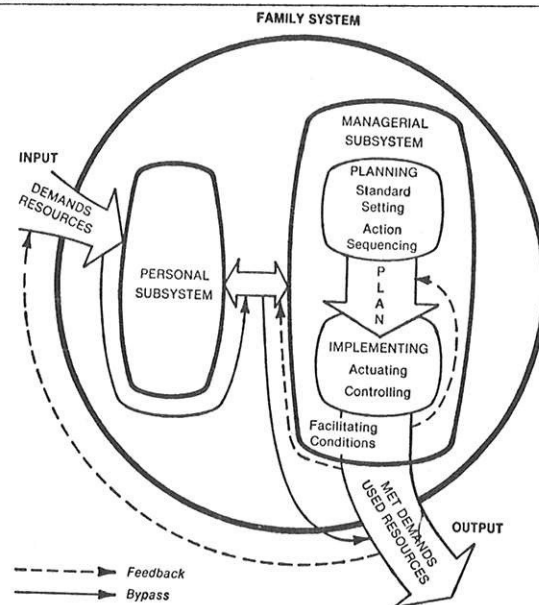 FAMILY SYSTEM
MANAGERIAL
SUBSYSTEM
INPUT
DEMANDS
RESOURCES
PLANNING
Standard
Setting
Action
Sequencing
PERSONAL
SUBSYSTEM
P
L
A
N
IMPLEMENTING
Actuating
Controlling
Facilitating
Conditions
MET DEMANDS
USED RESOURCES
OUTPUT
Feedback
Bypass